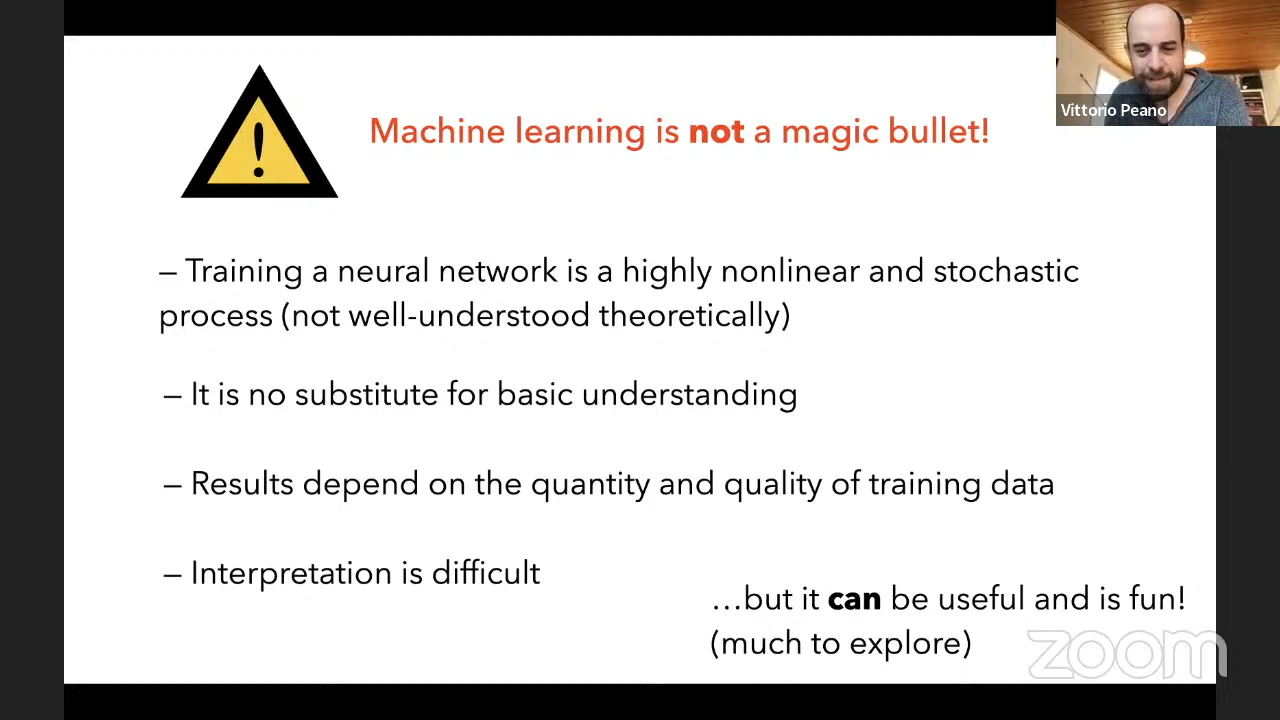 Machine learning is not a magic bullet!
Vittorio Peano
– Training a neural network is a highly nonlinear and stochastic
process (not well-understood theoretically)
– It is no substitute for basic understanding
– Results depend on the quantity and quality of training data
– Interpretation is difficult
…but it can be useful and is fun!
(much to explore)
zoom